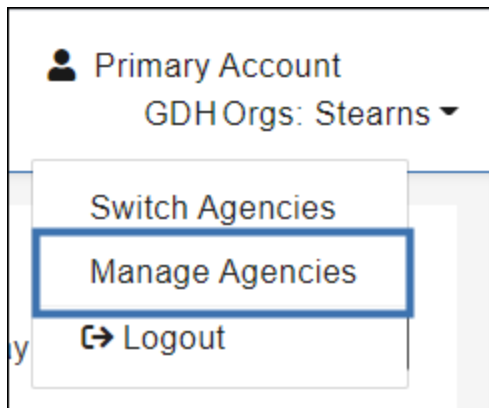 Primary Account
GDH Orgs: Stearns
Switch Agencies
Manage Agencies
Logout